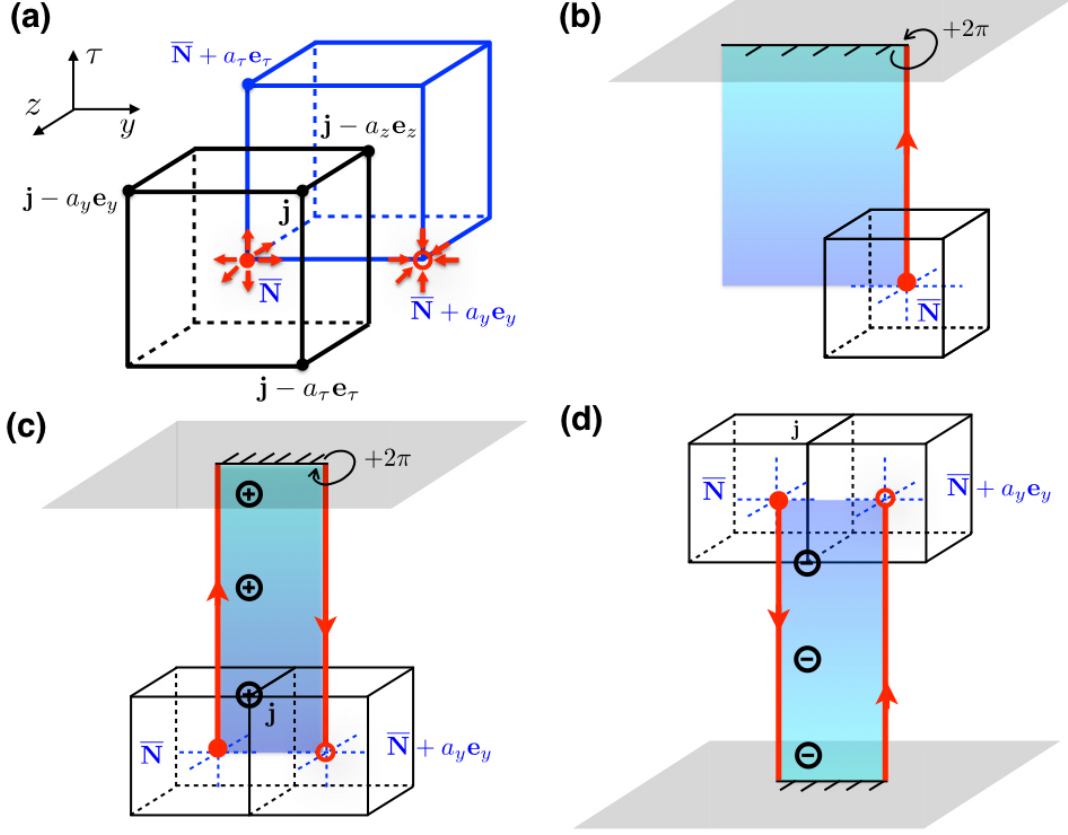 (a)
τ
z
y
N̅ + a_τ e_τ
j − a_z e_z
j − a_y e_y
j
N̅
N̅ + a_y e_y
j − a_τ e_τ
(b)
+2π
N̅
(c)
+2π
j
N̅
N̅ + a_y e_y
(d)
j
N̅
N̅ + a_y e_y